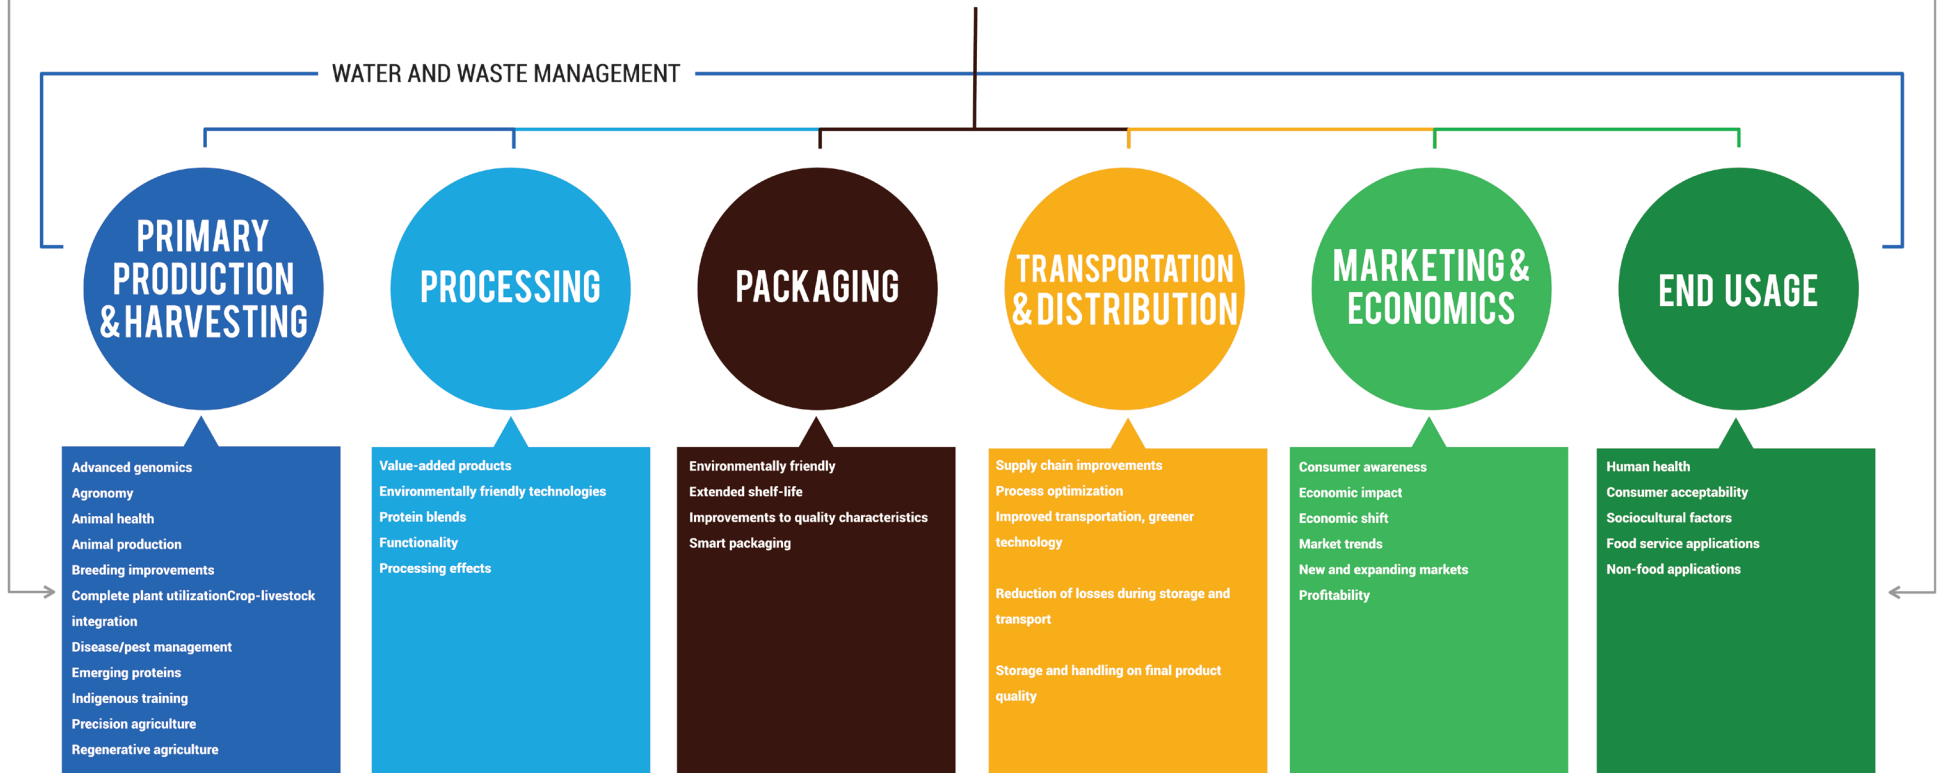 WATER AND WASTE MANAGEMENT
PRIMARY
PRODUCTION
& HARVESTING
PROCESSING
PACKAGING
TRANSPORTATION
& DISTRIBUTION
MARKETING &
ECONOMICS
END USAGE
Advanced genomics
Agronomy
Animal health
Animal production
Breeding improvements
Complete plant utilizationCrop-livestock
integration
Disease/pest management
Emerging proteins
Indigenous training
Precision agriculture
Regenerative agriculture
Value-added products
Environmentally friendly technologies
Protein blends
Functionality
Processing effects
Environmentally friendly
Extended shelf-life
Improvements to quality characteristics
Smart packaging
Supply chain improvements
Process optimization
Improved transportation, greener
technology
Reduction of losses during storage and
transport
Storage and handling on final product
quality
Consumer awareness
Economic impact
Economic shift
Market trends
New and expanding markets
Profitability
Human health
Consumer acceptability
Sociocultural factors
Food service applications
Non-food applications